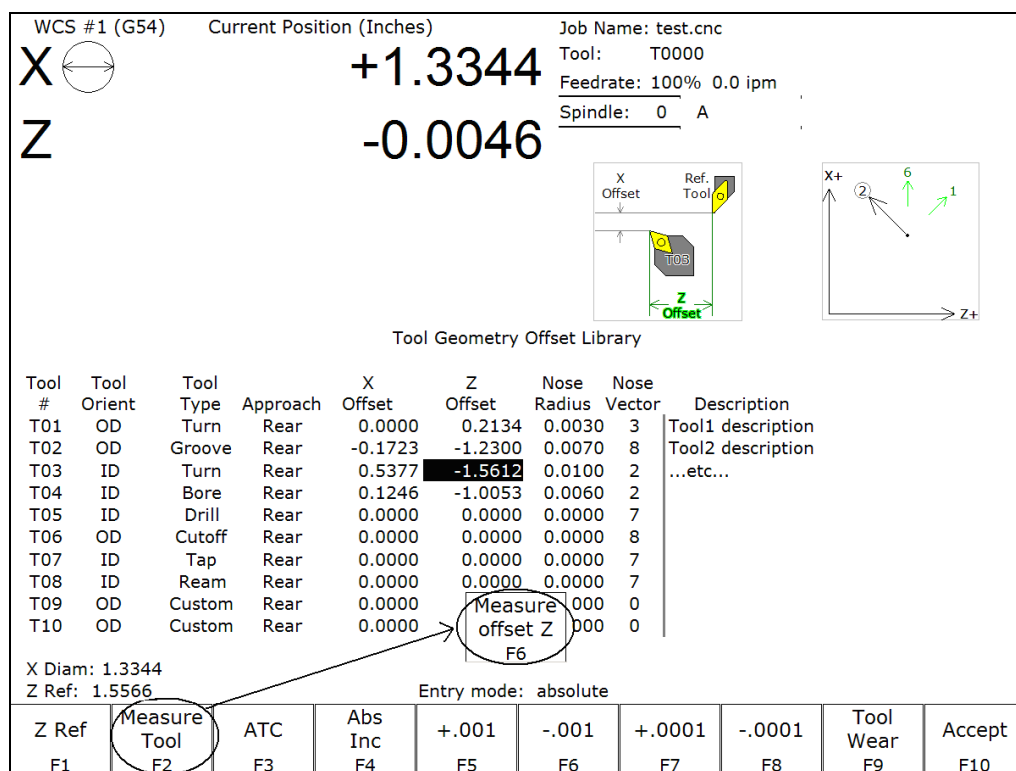 WCS #1 (G54) Current Position (Inches) Job Name: test.cnc
X +1.3344 Tool: T0000
Feedrate: 100% 0.0 ipm
Spindle: 0 A
Z -0.0046
X Offset
Ref. Tool
T03
Z Offset
X+ 2 6 1
Z+
Tool Geometry Offset Library
Tool Tool Tool X Z Nose Nose
# Orient Type Approach Offset Offset Radius Vector Description
T01 OD Turn Rear 0.0000 0.2134 0.0030 3 Tool1 description
T02 OD Groove Rear -0.1723 -1.2300 0.0070 8 Tool2 description
T03 ID Turn Rear 0.5377 -1.5612 0.0100 2 ...etc...
T04 ID Bore Rear 0.1246 -1.0053 0.0060 2
T05 ID Drill Rear 0.0000 0.0000 0.0000 7
T06 OD Cutoff Rear 0.0000 0.0000 0.0000 8
T07 ID Tap Rear 0.0000 0.0000 0.0000 7
T08 ID Ream Rear 0.0000 0.0000 0.0000 7
T09 OD Custom Rear 0.0000 Measure 000 0
T10 OD Custom Rear 0.0000 offset Z 000 0
F6
X Diam: 1.3344
Z Ref: 1.5566 Entry mode: absolute
Z Ref Measure Tool ATC Abs Inc +.001 -.001 +.0001 -.0001 Tool Wear Accept
F1 F2 F3 F4 F5 F6 F7 F8 F9 F10